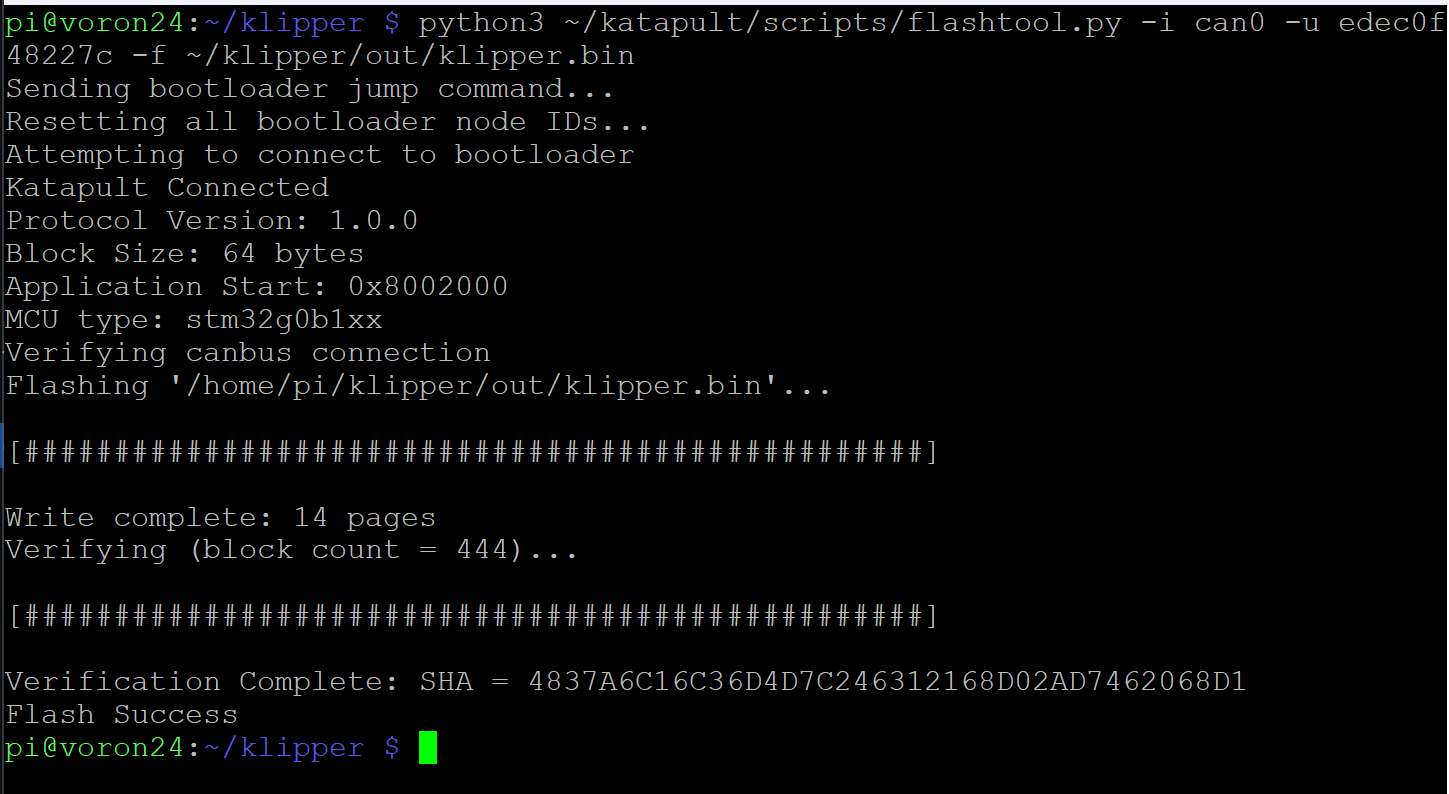 pi@voron24:~/klipper $ python3 ~/katapult/scripts/flashtool.py -i can0 -u edec0f
48227c -f ~/klipper/out/klipper.bin
Sending bootloader jump command...
Resetting all bootloader node IDs...
Attempting to connect to bootloader
Katapult Connected
Protocol Version: 1.0.0
Block Size: 64 bytes
Application Start: 0x8002000
MCU type: stm32g0b1xx
Verifying canbus connection
Flashing '/home/pi/klipper/out/klipper.bin'...
[##################################################]
Write complete: 14 pages
Verifying (block count = 444)...
[##################################################]
Verification Complete: SHA = 4837A6C16C36D4D7C246312168D02AD7462068D1
Flash Success
pi@voron24:~/klipper $